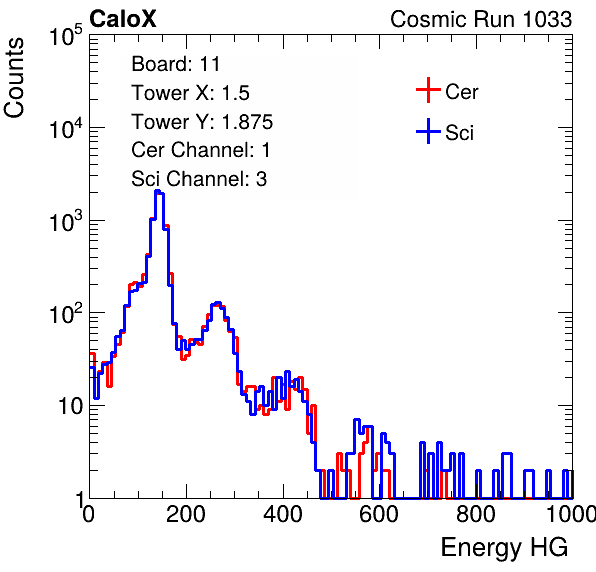 CaloX Cosmic Run 1033
Counts
10^5
10^4
10^3
10^2
10
1
Board: 11
Tower X: 1.5
Tower Y: 1.875
Cer Channel: 1
Sci Channel: 3
Cer
Sci
0 200 400 600 800 1000
Energy HG